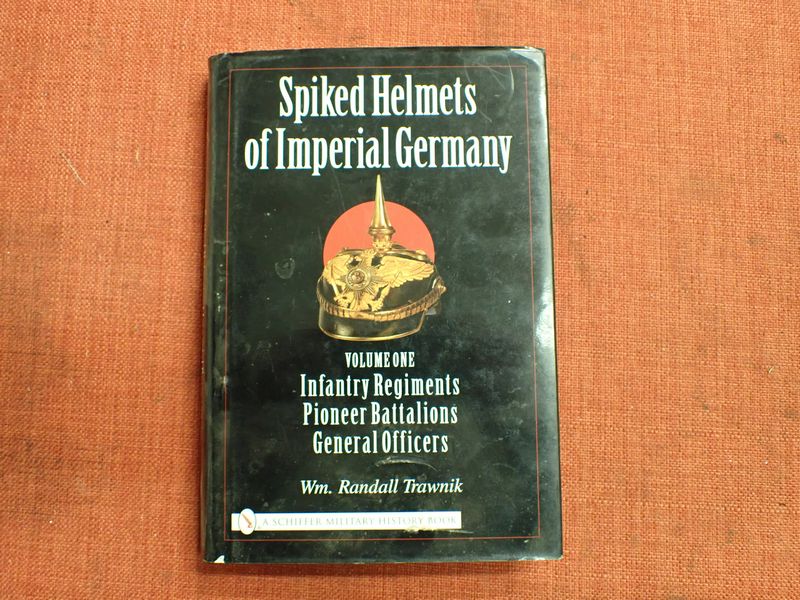 Spiked Helmets
of Imperial Germany
VOLUME ONE
Infantry Regiments
Pioneer Battalions
General Officers
Wm. Randall Trawnik
A SCHIFFER MILITARY HISTORY BOOK